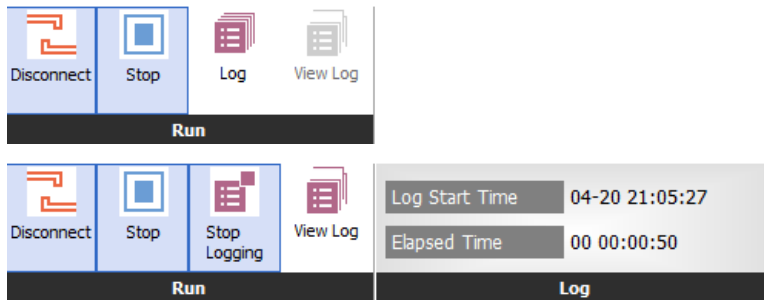 Disconnect Stop Log View Log
Run
Disconnect Stop Stop Logging View Log
Run
Log Start Time 04-20 21:05:27
Elapsed Time 00 00:00:50
Log